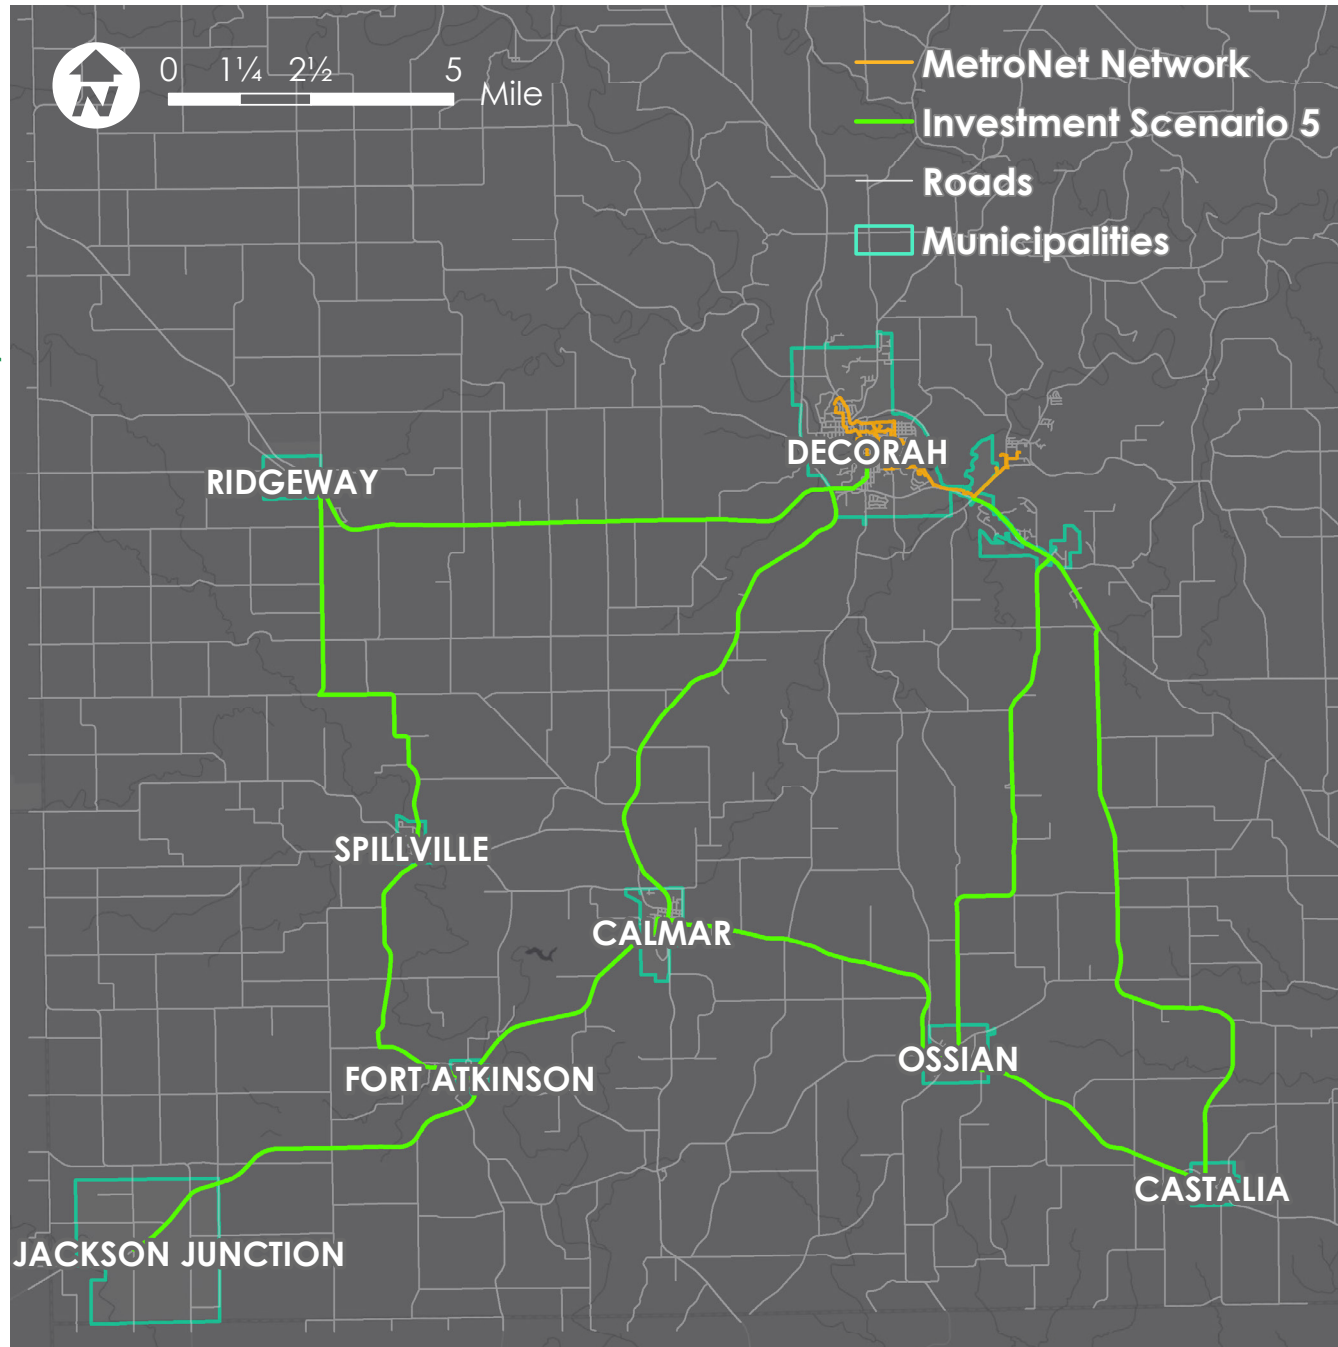 N
0 1¼ 2½ 5
Mile
MetroNet Network
Investment Scenario 5
Roads
Municipalities
DECORAH
RIDGEWAY
SPILLVILLE
CALMAR
OSSIAN
FORT ATKINSON
CASTALIA
JACKSON JUNCTION